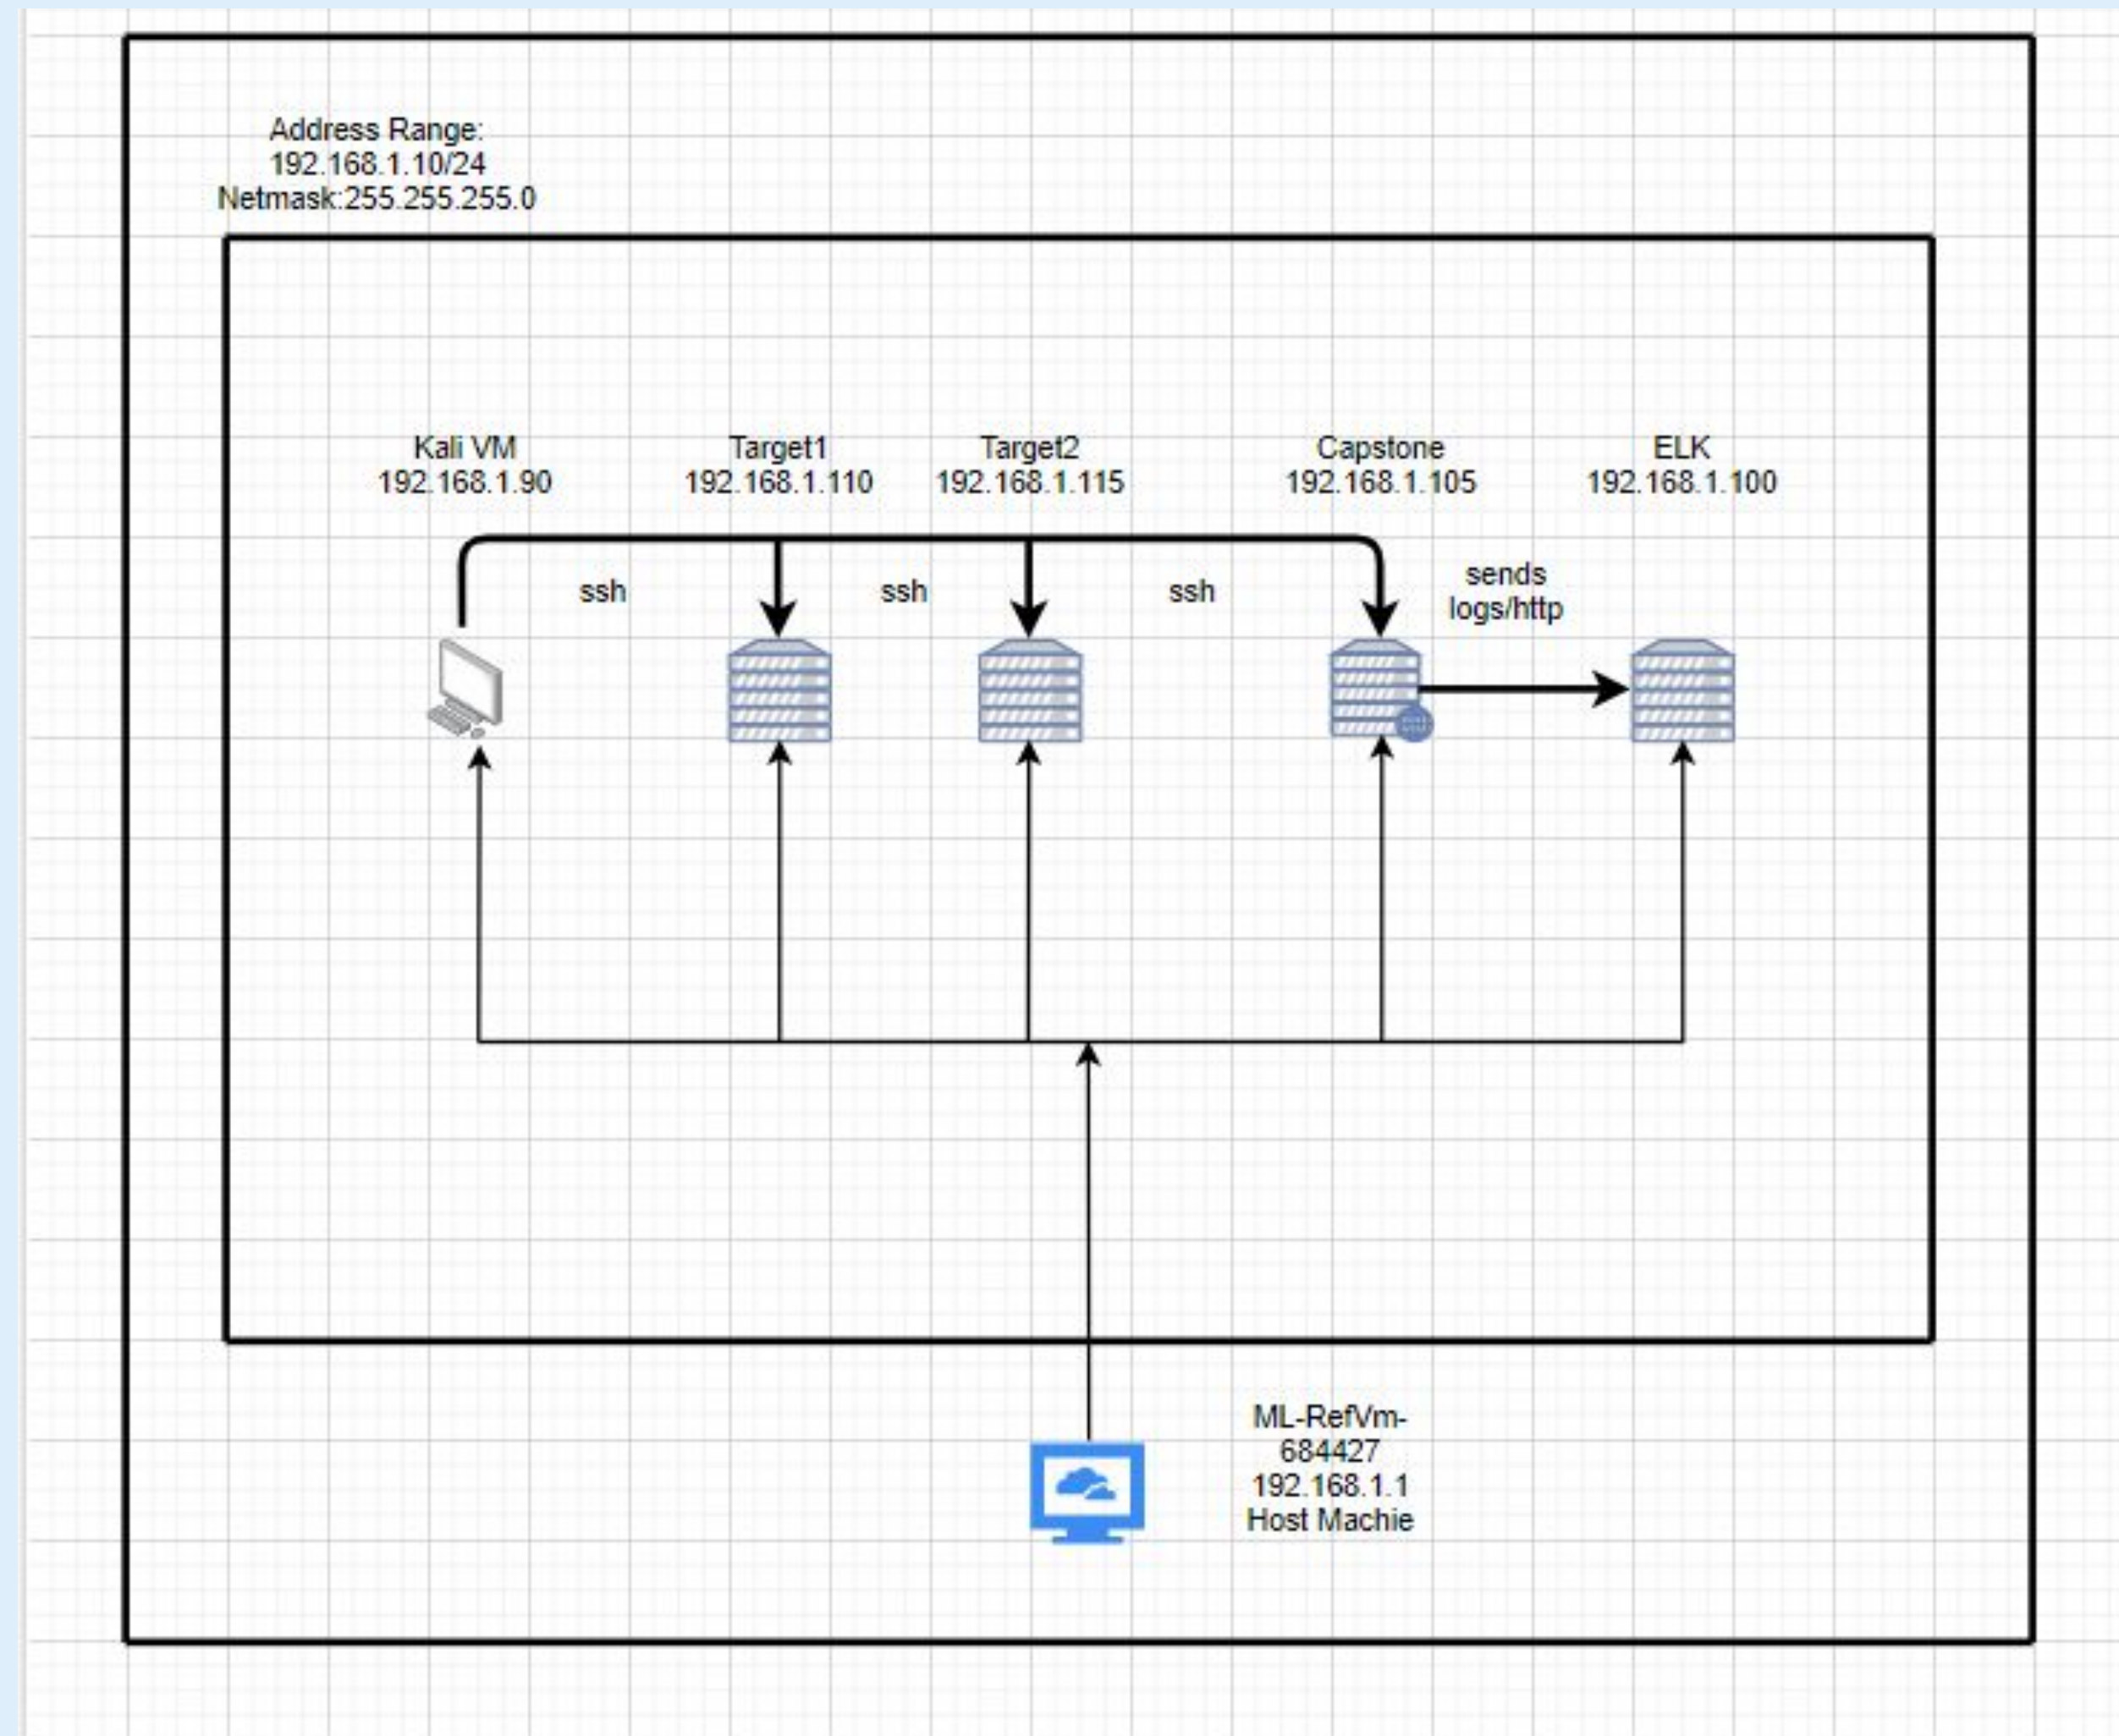 Address Range:
192.168.1.10/24
Netmask:255.255.255.0
Kali VM
192.168.1.90
Target1
192.168.1.110
Target2
192.168.1.115
Capstone
192.168.1.105
ELK
192.168.1.100
ssh
ssh
ssh
sends
logs/http
ML-RefVm-
684427
192.168.1.1
Host Machie